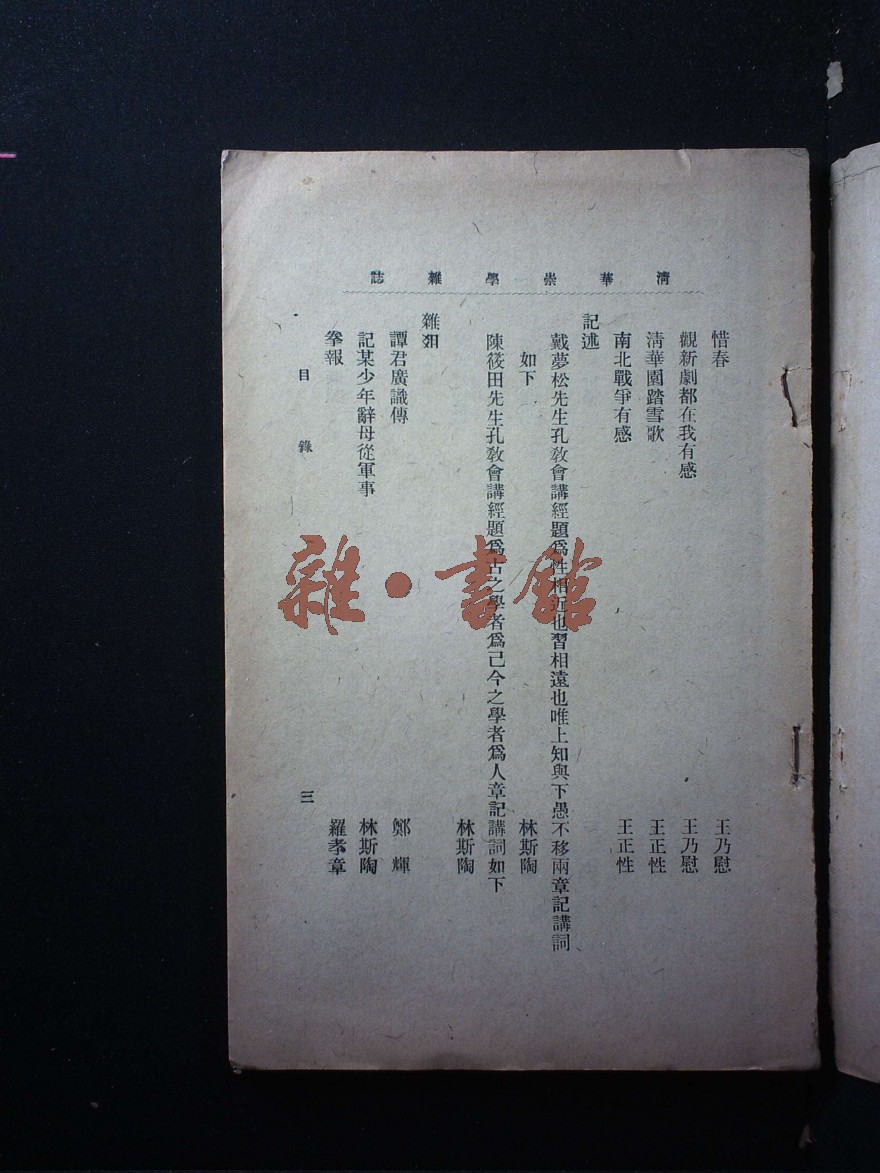 清華崇學雜誌
惜春　王乃慰
觀新劇都在我有感　王乃慰
清華園踏雪歌　王正性
南北戰爭有感　王正性
記述
戴夢松先生孔敎會講經題爲性相近也習相遠也唯上知與下愚不移兩章記講詞
如下　林斯陶
陳筱田先生孔敎會講經題爲古之學者爲己今之學者爲人章記講詞如下
林斯陶
雜俎
譚君廣識傳　鄭輝
記某少年辭母從軍事　林斯陶
拳報　羅孝章
目錄　三
雜·書館